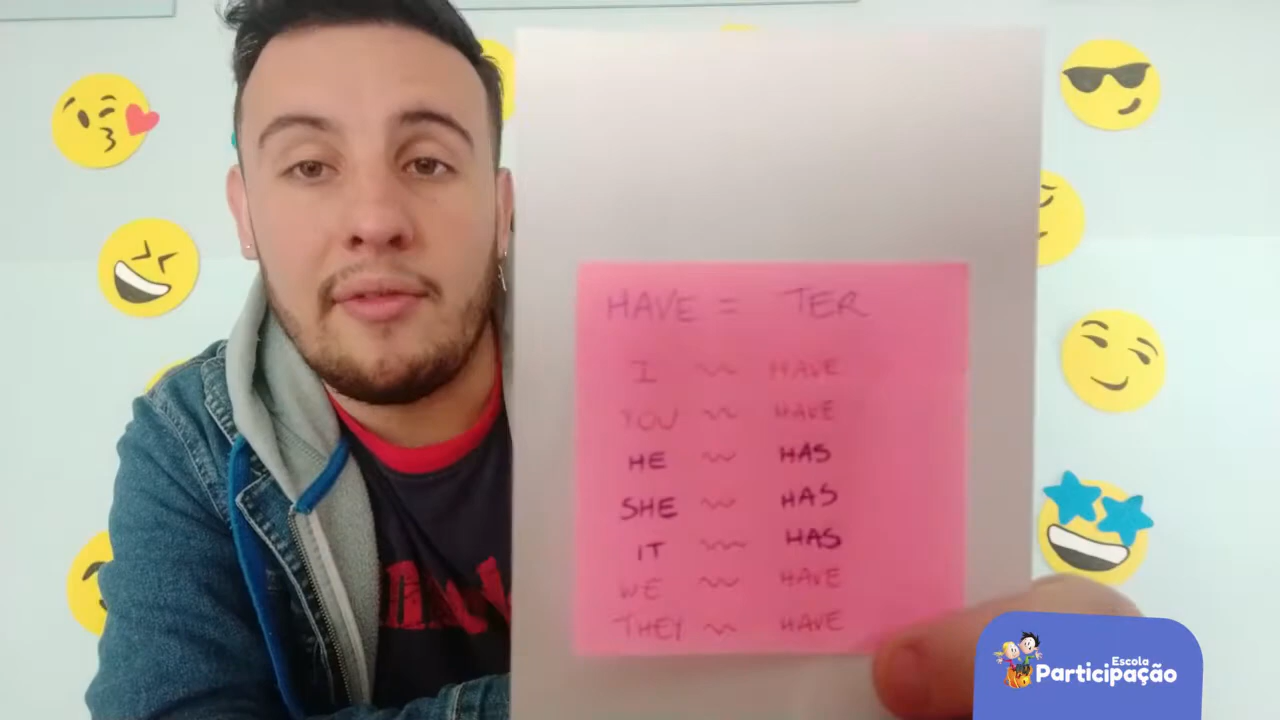 HAVE = TER
I ~~ HAVE
YOU ~~ HAVE
HE ~~ HAS
SHE ~~ HAS
IT ~~ HAS
WE ~~ HAVE
THEY ~~ HAVE
Escola
Participação